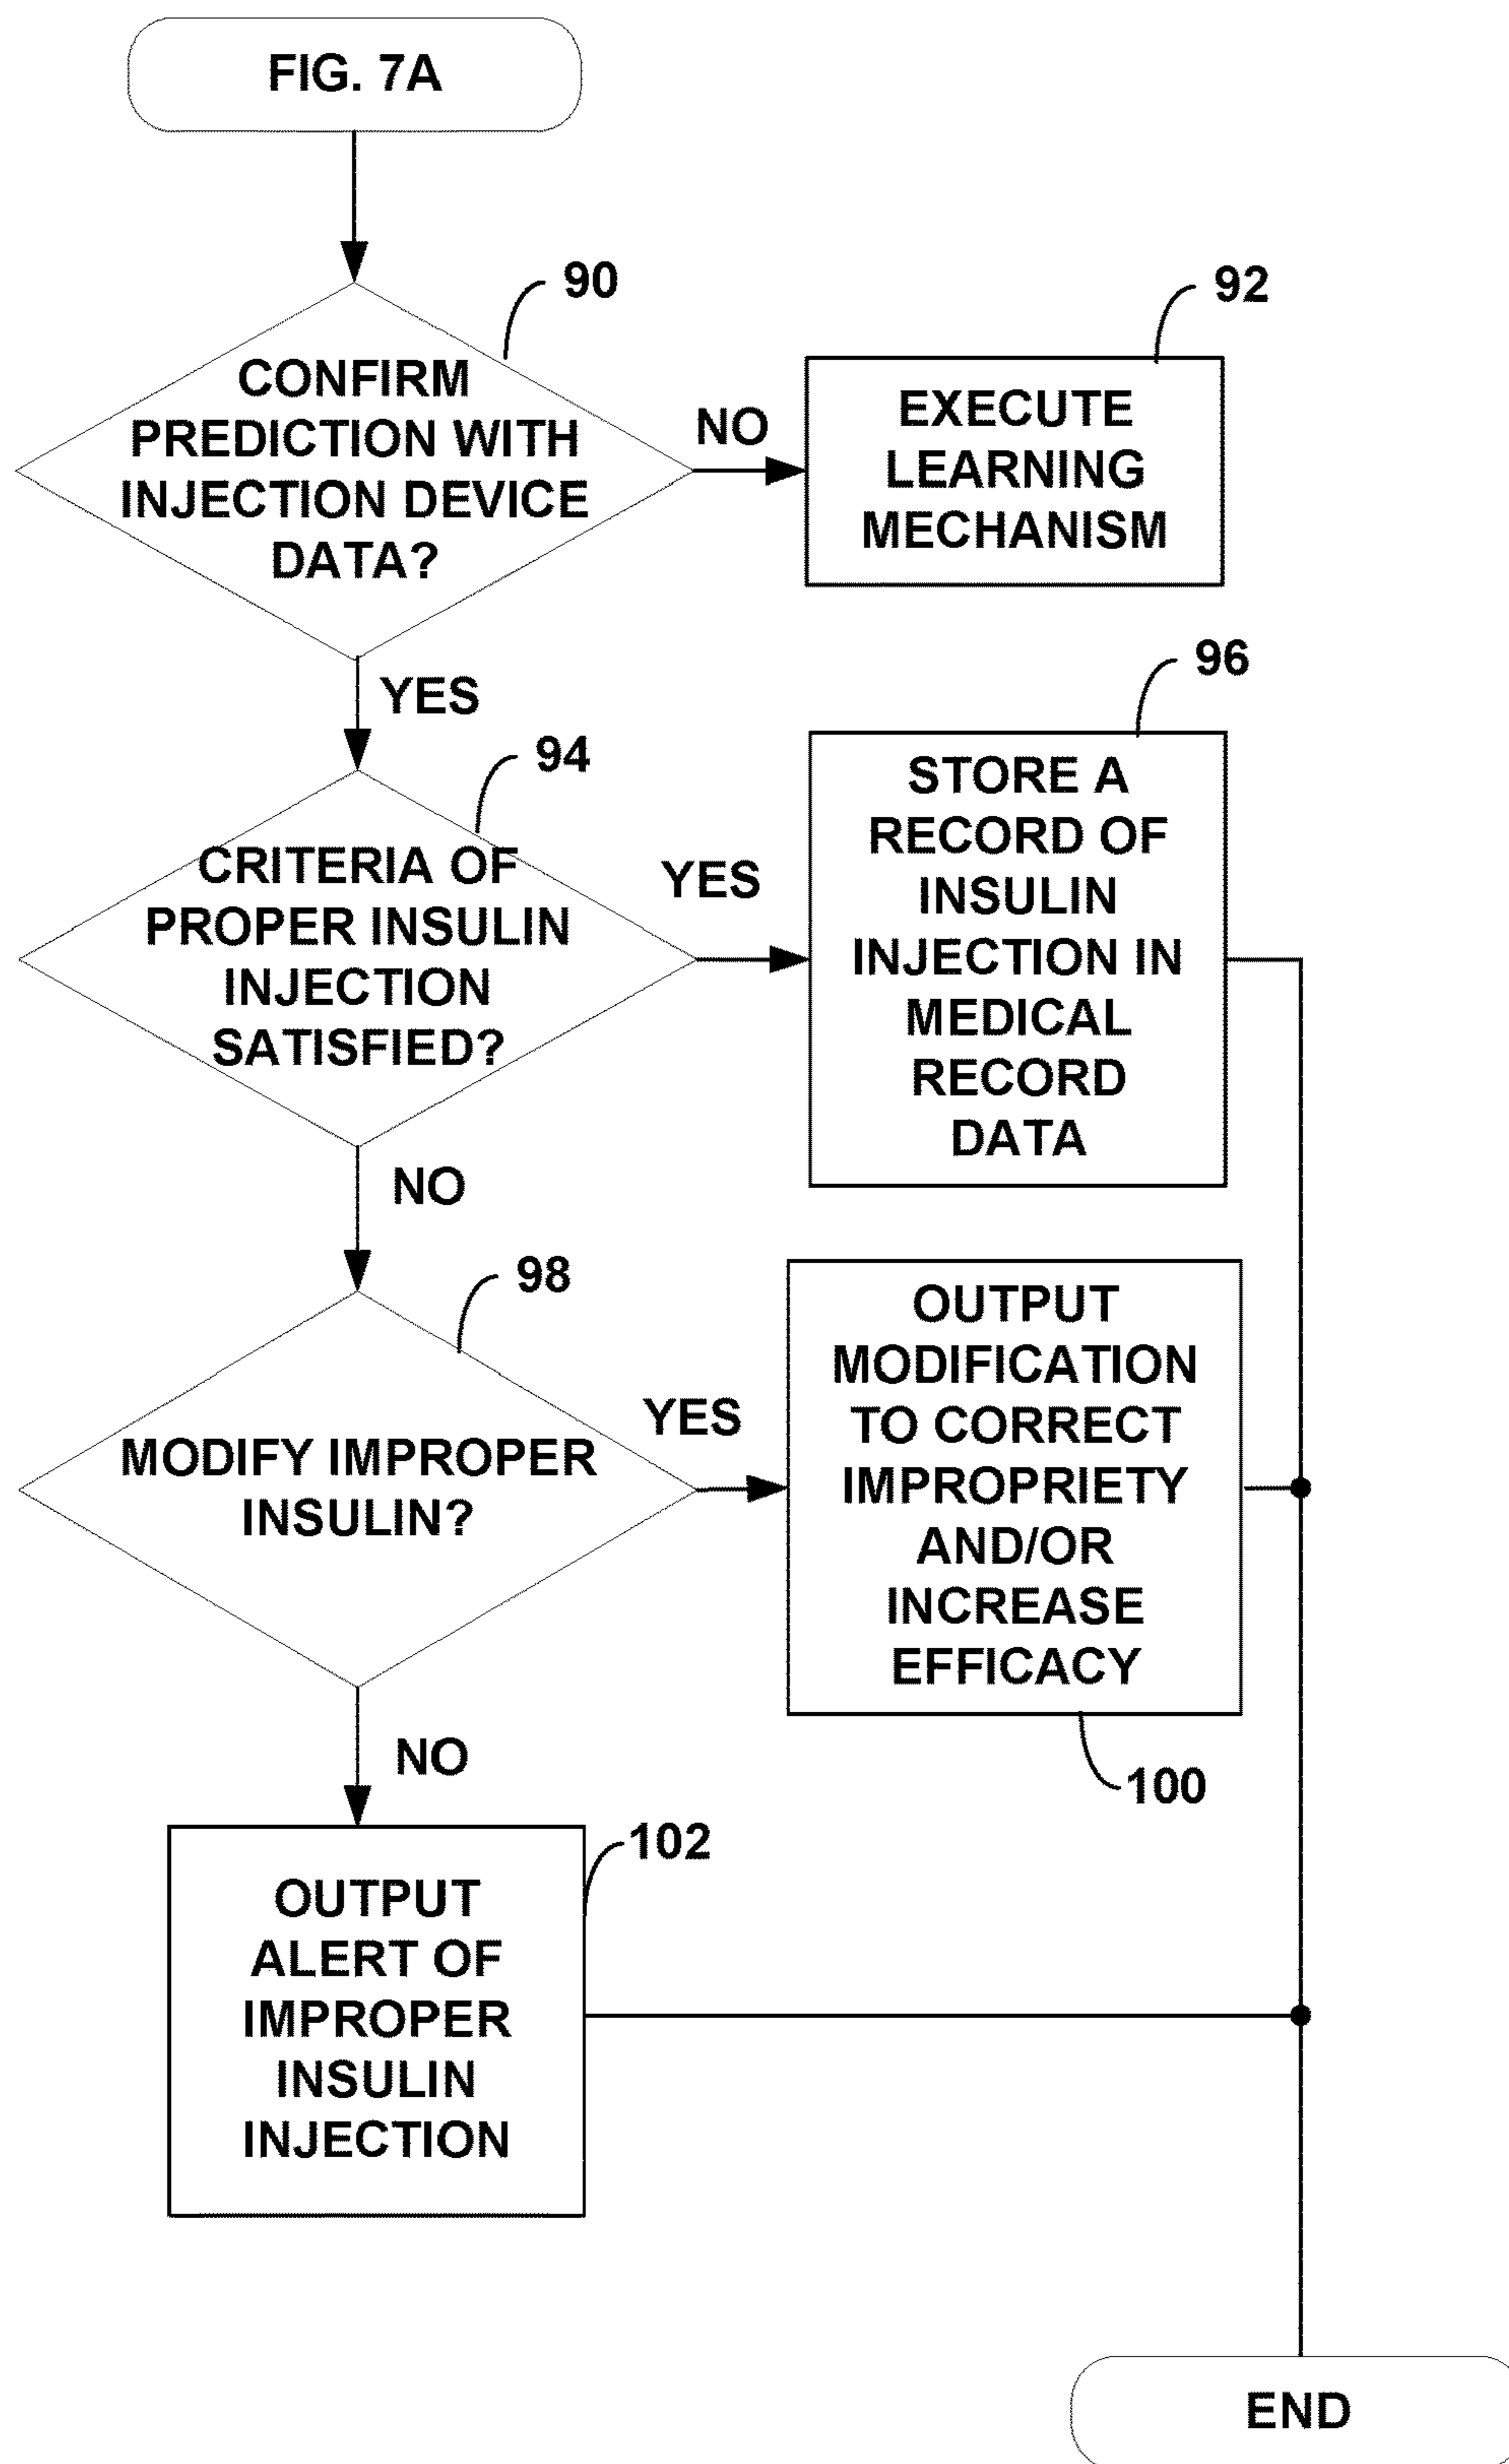 FIG. 7A
90
CONFIRM
PREDICTION WITH
INJECTION DEVICE
DATA?
NO
92
EXECUTE
LEARNING
MECHANISM
YES
94
CRITERIA OF
PROPER INSULIN
INJECTION
SATISFIED?
YES
96
STORE A
RECORD OF
INSULIN
INJECTION IN
MEDICAL
RECORD
DATA
NO
98
MODIFY IMPROPER
INSULIN?
YES
OUTPUT
MODIFICATION
TO CORRECT
IMPROPRIETY
AND/OR
INCREASE
EFFICACY
100
NO
102
OUTPUT
ALERT OF
IMPROPER
INSULIN
INJECTION
END